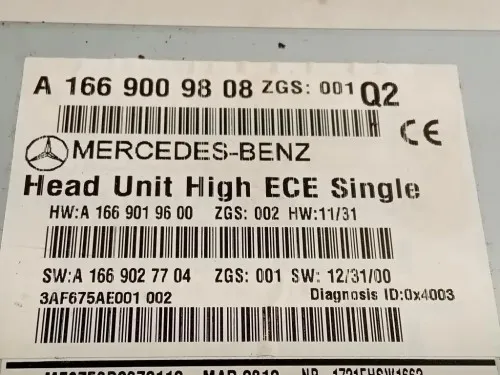 A 166 900 98 08 ZGS: 001 Q2
CE
MERCEDES-BENZ
Head Unit High ECE Single
HW:A 166 901 96 00 ZGS: 002 HW:11/31
SW:A 166 902 77 04 ZGS: 001 SW: 12/31/00
3AF675AE001 002 Diagnosis ID:0x4003